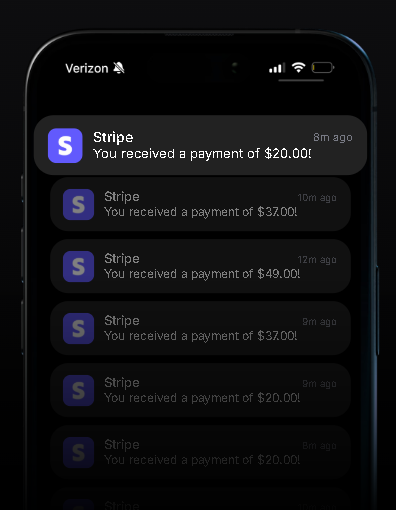 Verizon
Stripe
8m ago
You received a payment of $20.00!
Stripe
10m ago
You received a payment of $37.00!
Stripe
12m ago
You received a payment of $49.00!
Stripe
9m ago
You received a payment of $37.00!
Stripe
9m ago
You received a payment of $20.00!
Stripe
8m ago
You received a payment of $20.00!
Stripe